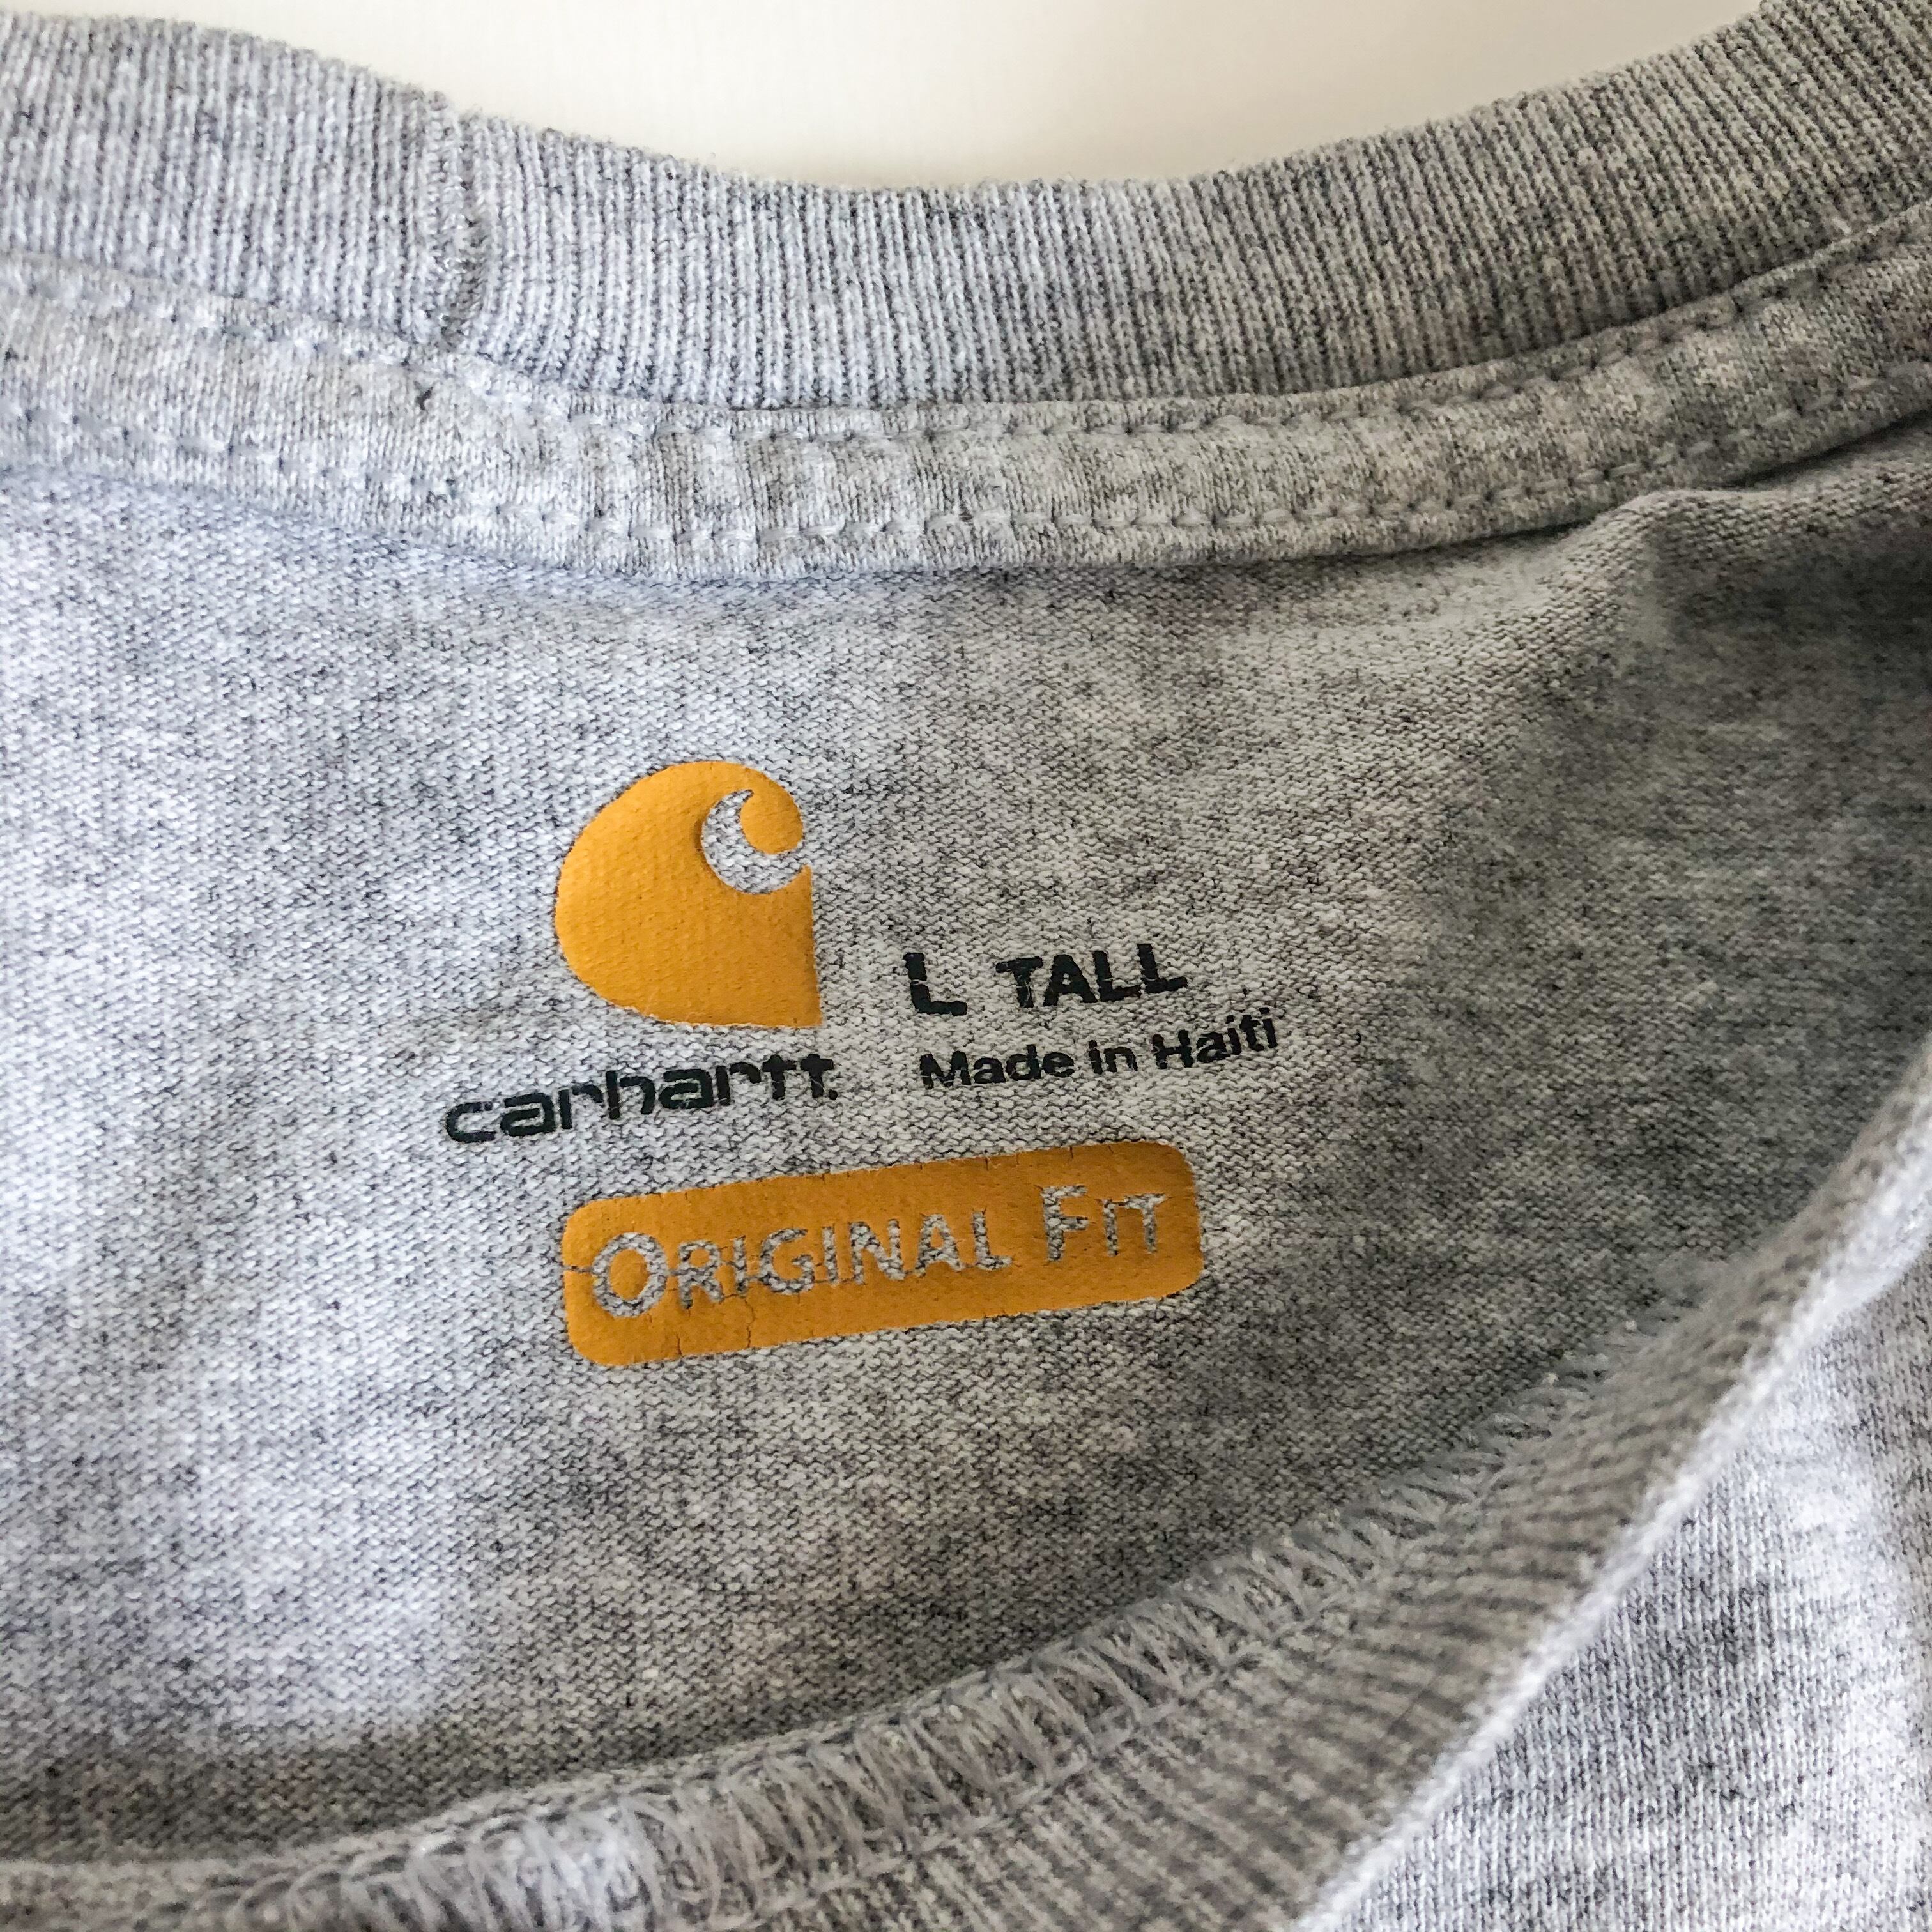 carhartt.
L TALL
Made in Haiti
ORIGINAL FIT